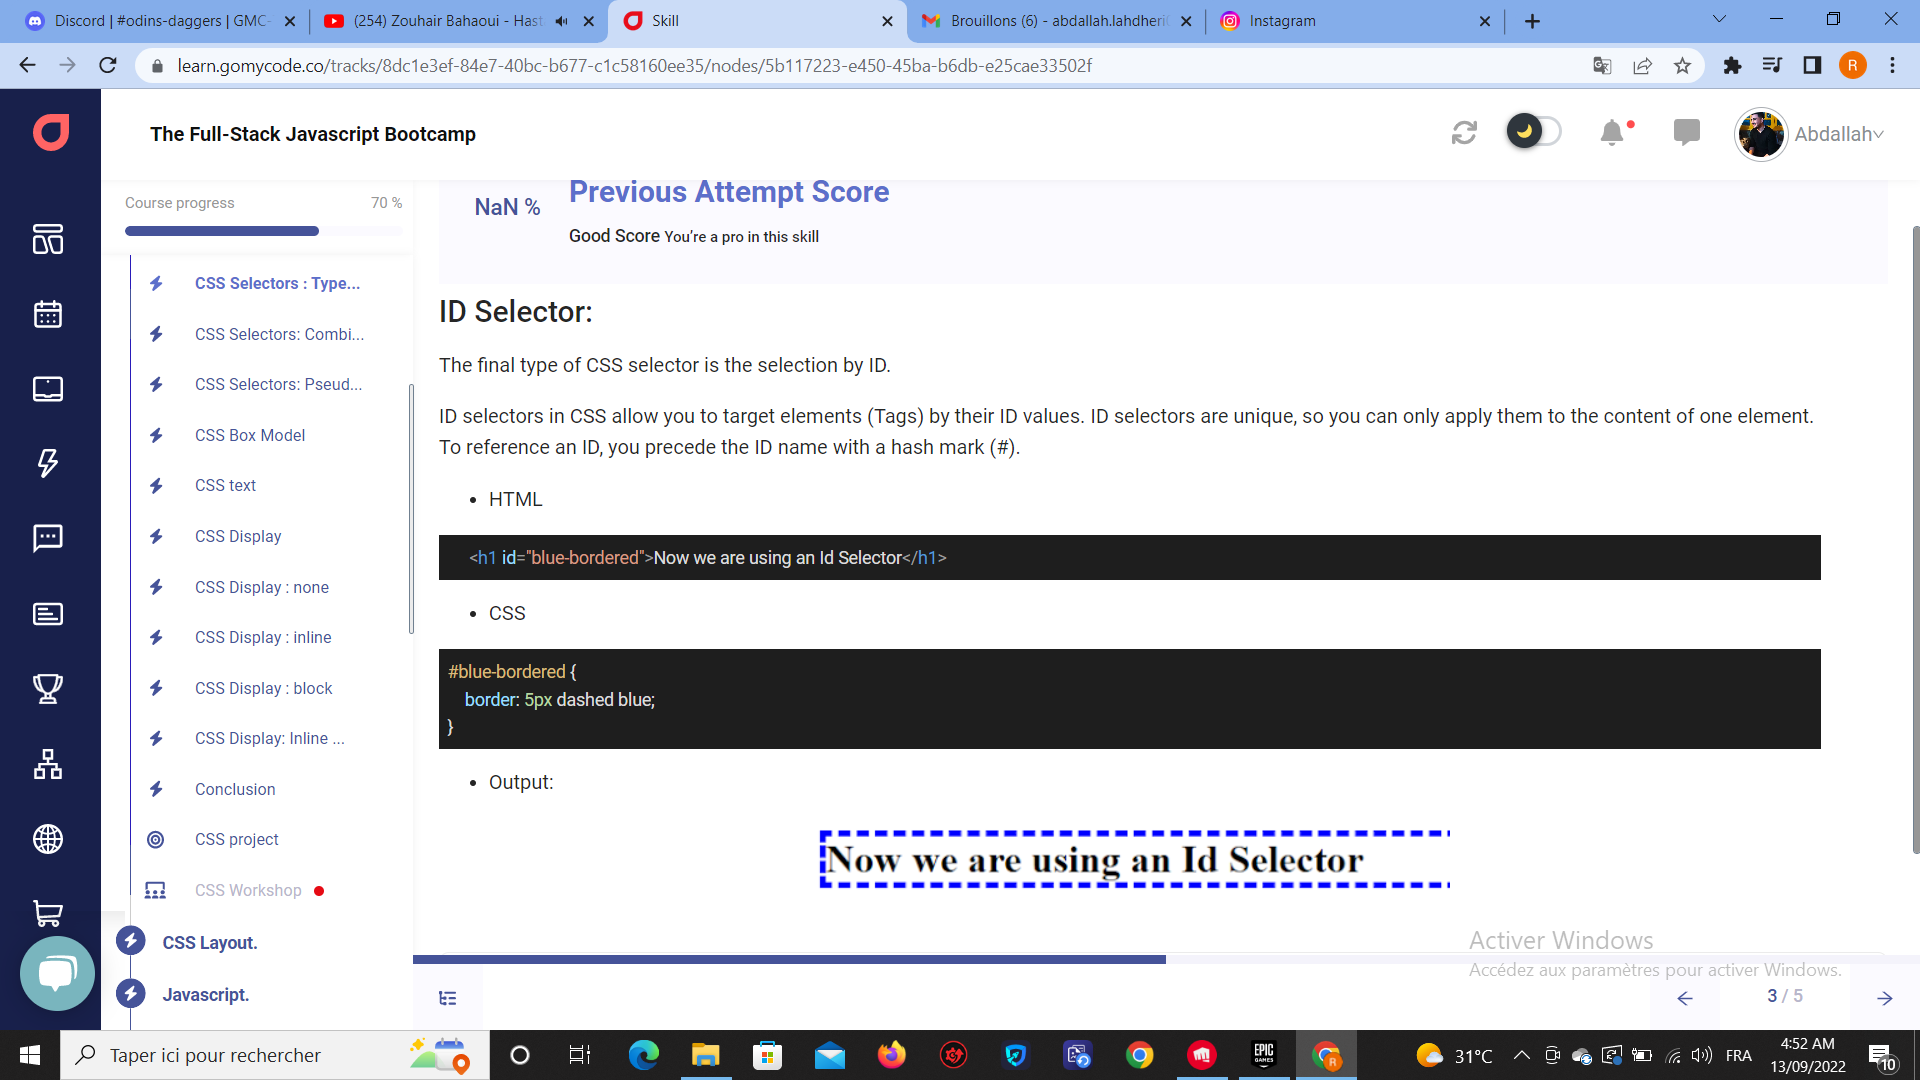 Discord | #odins-daggers | GMC-
(254) Zouhair Bahaoui - Hast
Skill
Brouillons (6) - abdallah.lahdheri
Instagram
learn.gomycode.co/tracks/8dc1e3ef-84e7-40bc-b677-c1c58160ee35/nodes/5b117223-e450-45ba-b6db-e25cae33502f
R
The Full-Stack Javascript Bootcamp
Abdallah
Course progress
70 %
CSS Selectors : Type...
CSS Selectors: Combi...
CSS Selectors: Pseud...
CSS Box Model
CSS text
CSS Display
CSS Display : none
CSS Display : inline
CSS Display : block
CSS Display: Inline ...
Conclusion
CSS project
CSS Workshop
CSS Layout.
Javascript.
NaN %
Previous Attempt Score
Good Score You're a pro in this skill
ID Selector:
The final type of CSS selector is the selection by ID.
ID selectors in CSS allow you to target elements (Tags) by their ID values. ID selectors are unique, so you can only apply them to the content of one element.
To reference an ID, you precede the ID name with a hash mark (#).
• HTML
<h1 id="blue-bordered">Now we are using an Id Selector</h1>
• CSS
#blue-bordered {
border: 5px dashed blue;
}
• Output:
Now we are using an Id Selector
Activer Windows
Accédez aux paramètres pour activer Windows.
3 / 5
Taper ici pour rechercher
EPIC
GAMES
R
31°C
FRA
4:52 AM
13/09/2022
10